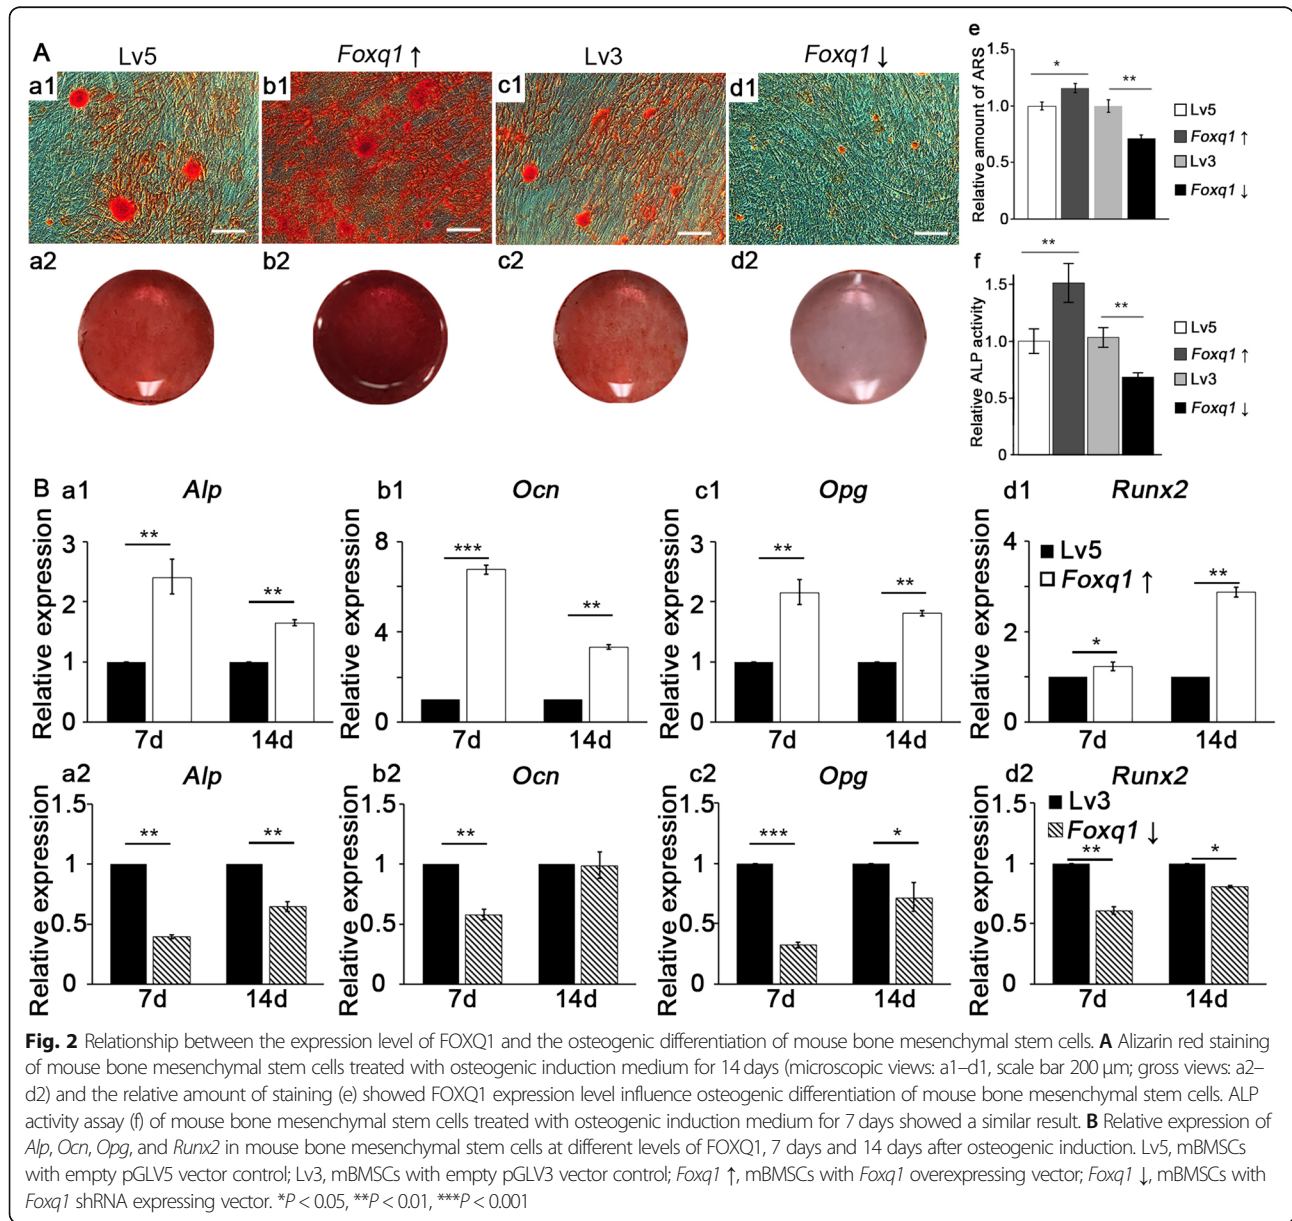 A
Lv5
Foxq1 ↑
Lv3
Foxq1 ↓
a1
b1
c1
d1
a2
b2
c2
d2
e
Relative amount of ARS
1.5
1.0
0.5
0
*
**
Lv5
Foxq1 ↑
Lv3
Foxq1 ↓
f
Relative ALP activity
1.5
1.0
0.5
0
**
**
Lv5
Foxq1 ↑
Lv3
Foxq1 ↓
B
a1
Alp
Relative expression
3
2
1
0
**
**
7d
14d
b1
Ocn
Relative expression
8
4
0
***
**
7d
14d
c1
Opg
Relative expression
3
2
1
0
**
**
7d
14d
d1
Runx2
Relative expression
4
2
0
Lv5
Foxq1 ↑
*
**
7d
14d
a2
Alp
Relative expression
1.5
1
0.5
0
**
**
7d
14d
b2
Ocn
Relative expression
1.5
1
0.5
0
**
7d
14d
c2
Opg
Relative expression
1.5
1
0.5
0
***
*
7d
14d
d2
Runx2
Relative expression
1.5
1
0.5
0
Lv3
Foxq1 ↓
**
*
7d
14d
Fig. 2 Relationship between the expression level of FOXQ1 and the osteogenic differentiation of mouse bone mesenchymal stem cells. A Alizarin red staining
of mouse bone mesenchymal stem cells treated with osteogenic induction medium for 14 days (microscopic views: a1–d1, scale bar 200 μm; gross views: a2–
d2) and the relative amount of staining (e) showed FOXQ1 expression level influence osteogenic differentiation of mouse bone mesenchymal stem cells. ALP
activity assay (f) of mouse bone mesenchymal stem cells treated with osteogenic induction medium for 7 days showed a similar result. B Relative expression of
Alp, Ocn, Opg, and Runx2 in mouse bone mesenchymal stem cells at different levels of FOXQ1, 7 days and 14 days after osteogenic induction. Lv5, mBMSCs
with empty pGLV5 vector control; Lv3, mBMSCs with empty pGLV3 vector control; Foxq1 ↑, mBMSCs with Foxq1 overexpressing vector; Foxq1 ↓, mBMSCs with
Foxq1 shRNA expressing vector. *P < 0.05, **P < 0.01, ***P < 0.001